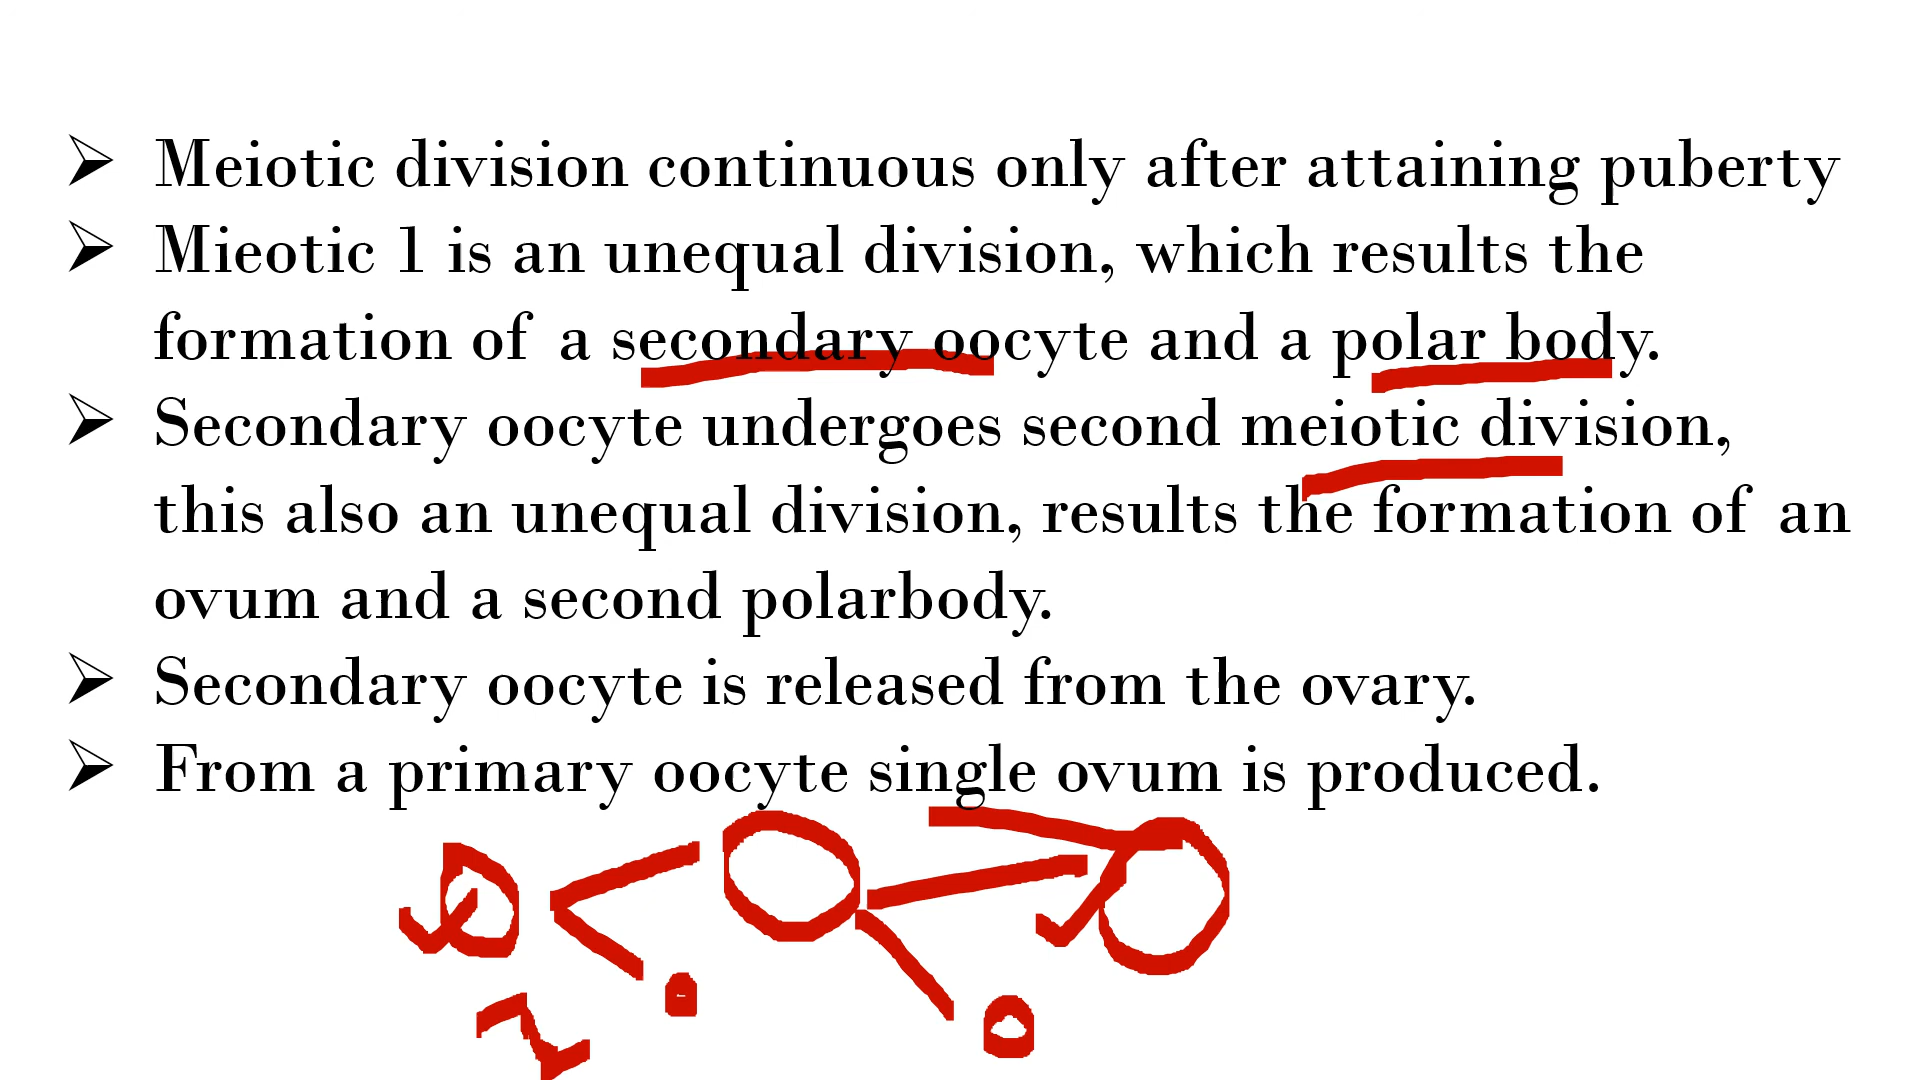 Meiotic division continuous only after attaining puberty
Mieotic 1 is an unequal division, which results the
formation of a secondary oocyte and a polar body.
Secondary oocyte undergoes second meiotic division,
this also an unequal division, results the formation of an
ovum and a second polarbody.
Secondary oocyte is released from the ovary.
From a primary oocyte single ovum is produced.